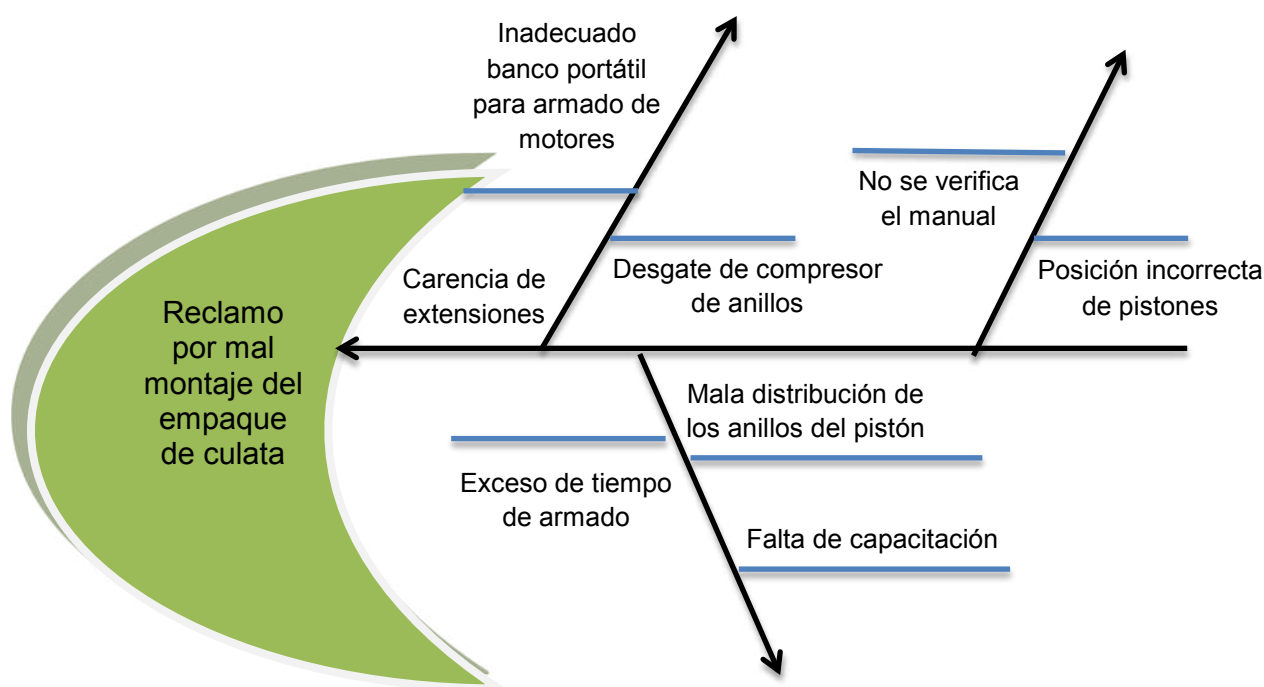 Inadecuado
banco portátil
para armado de
motores
No se verifica
el manual
Carencia de
extensiones
Desgate de compresor
de anillos
Posición incorrecta
de pistones
Reclamo
por mal
montaje del
empaque
de culata
Mala distribución de
los anillos del pistón
Exceso de tiempo
de armado
Falta de capacitación